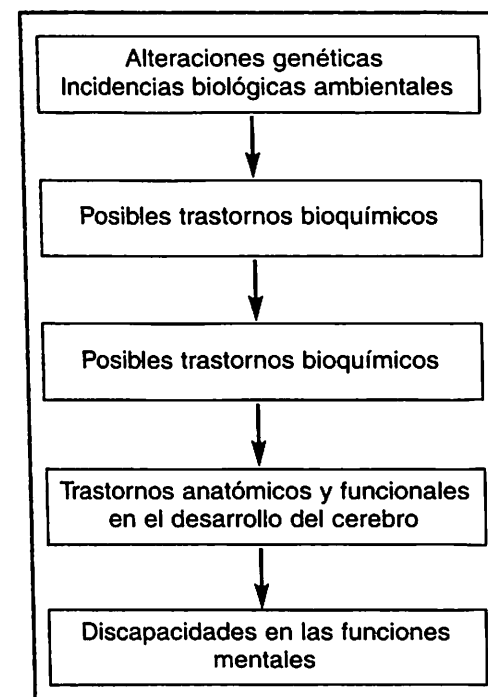 Alteraciones genéticas
Incidencias biológicas ambientales
Posibles trastornos bioquímicos
Posibles trastornos bioquímicos
Trastornos anatómicos y funcionales
en el desarrollo del cerebro
Discapacidades en las funciones
mentales